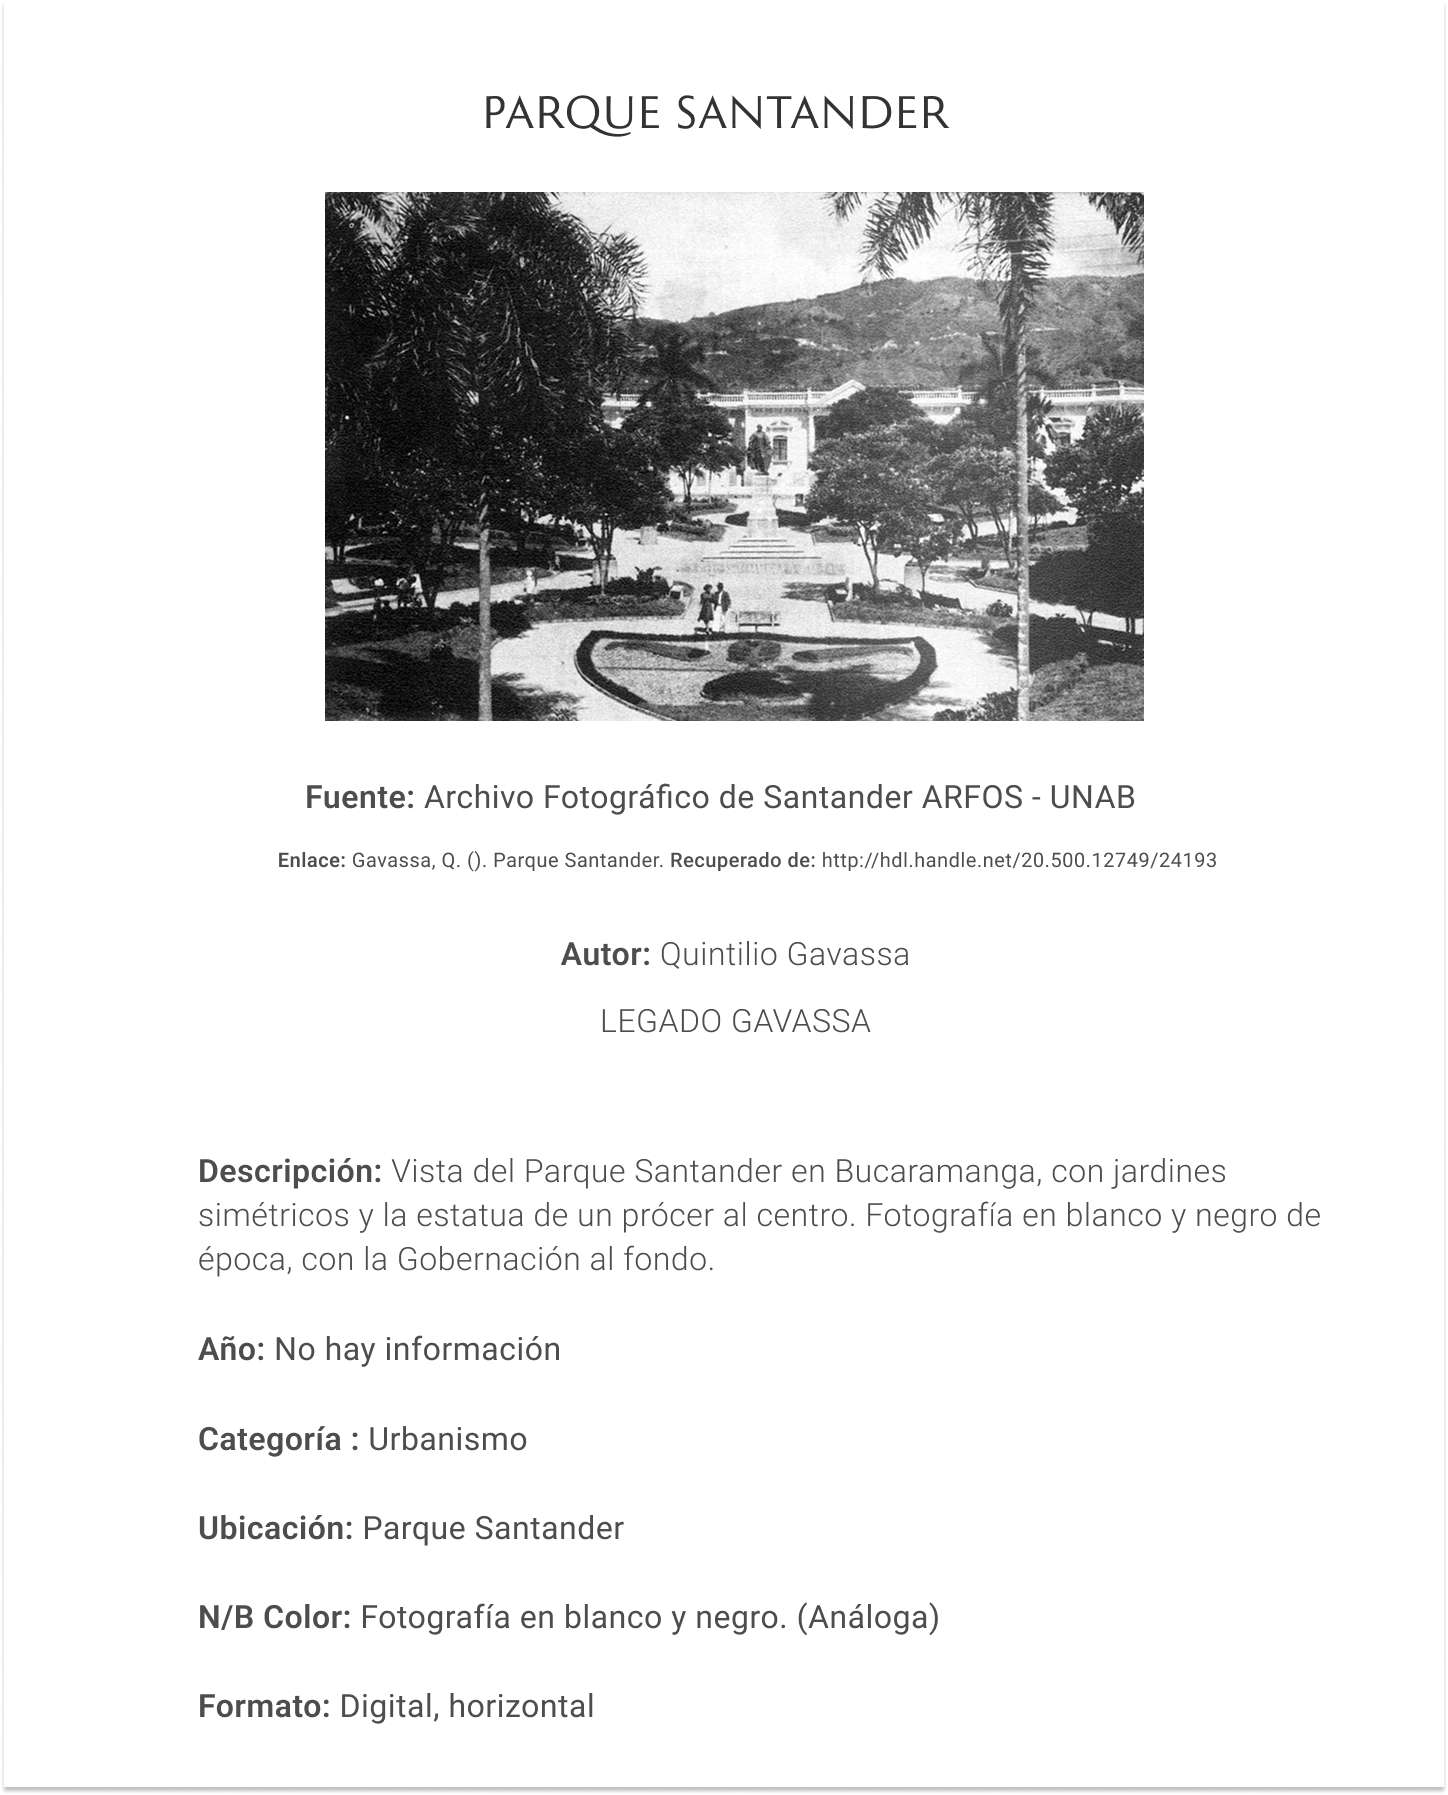 PARQUE SANTANDER
Fuente: Archivo Fotográfico de Santander ARFOS - UNAB
Enlace: Gavassa, Q. (). Parque Santander. Recuperado de: http://hdl.handle.net/20.500.12749/24193
Autor: Quintilio Gavassa
LEGADO GAVASSA
Descripción: Vista del Parque Santander en Bucaramanga, con jardines
simétricos y la estatua de un prócer al centro. Fotografía en blanco y negro de
época, con la Gobernación al fondo.
Año: No hay información
Categoría : Urbanismo
Ubicación: Parque Santander
N/B Color: Fotografía en blanco y negro. (Análoga)
Formato: Digital, horizontal